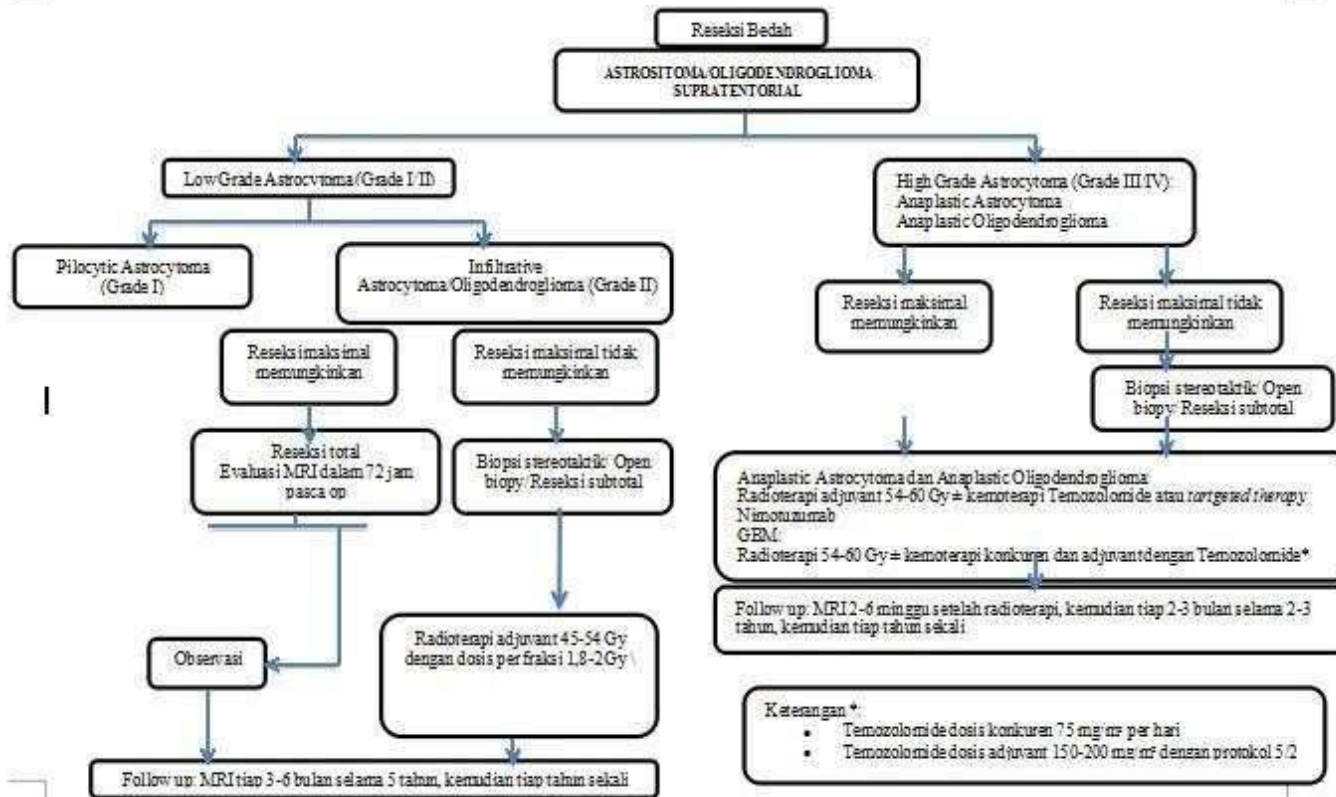 Reseksi Bedah
ASTROSITOMA/OLIGODENDROGLIOMA
SUPRATENTORIAL
Low Grade Astrocytoma (Grade I/II)
High Grade Astrocytoma (Grade III IV):
Anaplastic Astrocytoma
Anaplastic Oligodendroglioma
Pilocytic Astrocytoma
(Grade I)
Infiltrative
Astrocytoma/Oligodendroglioma (Grade II)
Reseksi maksimal
memungkinkan
Reseksi maksimal tidak
memungkinkan
Reseksi maksimal
memungkinkan
Reseksi maksimal tidak
memungkinkan
Biopsi stereotaktik/ Open
biopy/Reseksi subtotal
Reseksi total
Evaluasi MRI dalam 72 jam
pasca op
Biopsi stereotaktik/ Open
biopy/Reseksi subtotal
Anaplastic Astrocytoma dan Anaplastic Oligodendroglioma:
Radioterapi adjuvant 54-60 Gy ± kemoterapi Temozolomide atau tartgeted therapy
Nimotuzumab
GBM:
Radioterapi 54-60 Gy ± kemoterapi konkuren dan adjuvant dengan Temozolomide*
Follow up: MRI 2-6 minggu setelah radioterapi, kemudian tiap 2-3 bulan selama 2-3
tahun, kemudian tiap tahun sekali
Observasi
Radioterapi adjuvant 45-54 Gy
dengan dosis per fraksi 1,8-2Gy \
Keterangan *:
• Temozolomide dosis konkuren 75 mg/m² per hari
• Temozolomide dosis adjuvant 150-200 mg/m² dengan protokol 5/2
Follow up: MRI tiap 3-6 bulan selama 5 tahun, kemudian tiap tahun sekali